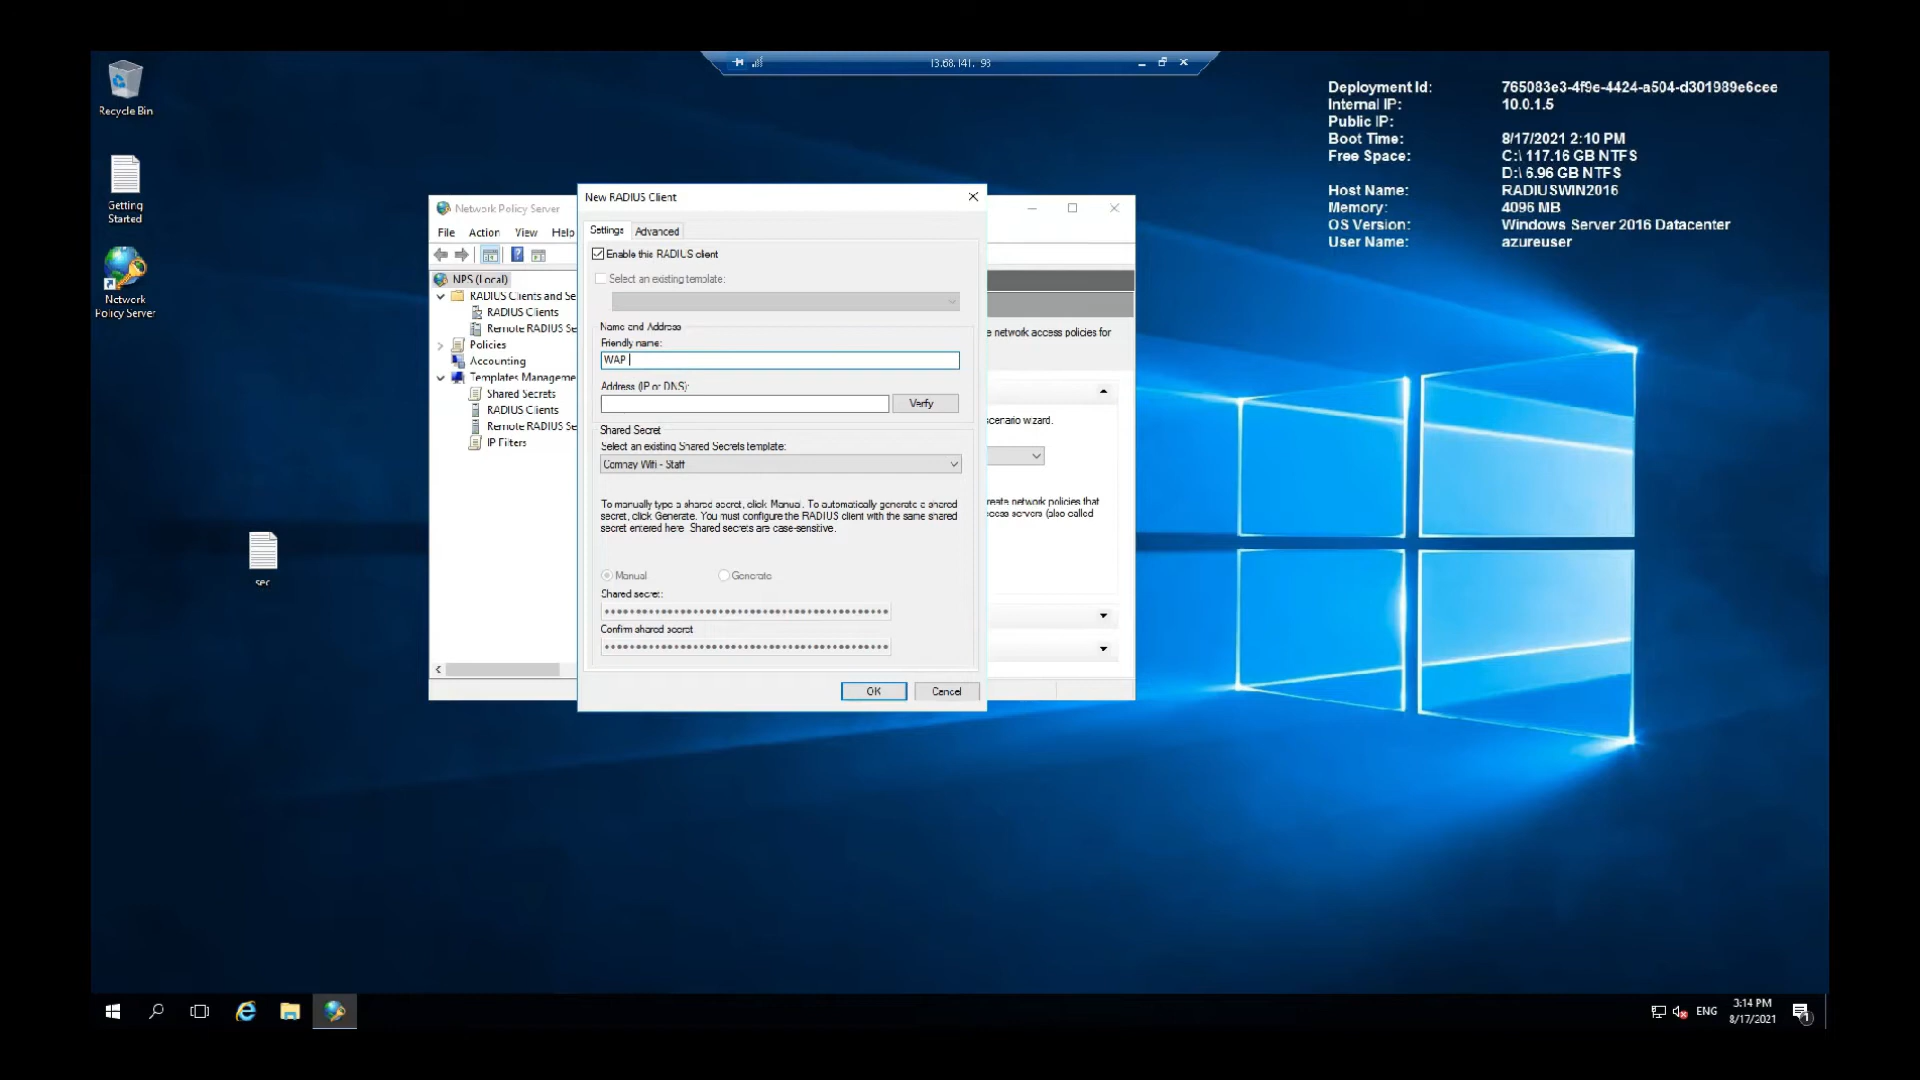 13.68.141. 93
Recycle Bin
Getting
Started
Network
Policy Server
sec
Deployment Id: 765083e3-4f9e-4424-a504-d301989e6cee
Internal IP: 10.0.1.5
Public IP:
Boot Time: 8/17/2021 2:10 PM
Free Space: C:\ 117.16 GB NTFS
D:\ 6.96 GB NTFS
Host Name: RADIUSWIN2016
Memory: 4096 MB
OS Version: Windows Server 2016 Datacenter
User Name: azureuser
Network Policy Server
File Action View Help
NPS (Local)
RADIUS Clients and Se
RADIUS Clients
Remote RADIUS Se
Policies
Accounting
Templates Manageme
Shared Secrets
RADIUS Clients
Remote RADIUS Se
IP Filters
New RADIUS Client
Settings Advanced
Enable this RADIUS client
Select an existing template:
Name and Address
Friendly name:
WAP
Address (IP or DNS):
Verify
Shared Secret
Select an existing Shared Secrets template:
Comnay Wifi - Staff
To manually type a shared secret, click Manual. To automatically generate a shared
secret, click Generate. You must configure the RADIUS client with the same shared
secret entered here. Shared secrets are case-sensitive.
Manual Generate
Shared secret:
Confirm shared secret
OK Cancel
e network access policies for
scenario wizard.
reate network policies that
ccess servers (also called
ENG
3:14 PM
8/17/2021
1